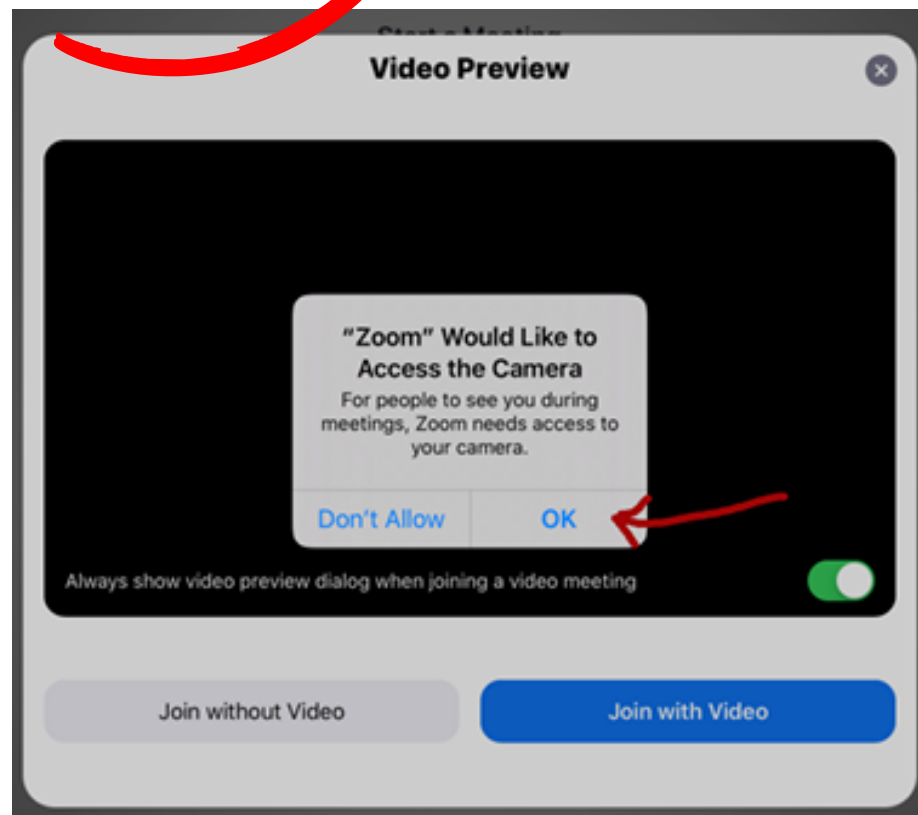 Start a Meeting
Video Preview
"Zoom" Would Like to
Access the Camera
For people to see you during
meetings, Zoom needs access to
your camera.
Don't Allow
OK
Always show video preview dialog when joining a video meeting
Join without Video
Join with Video